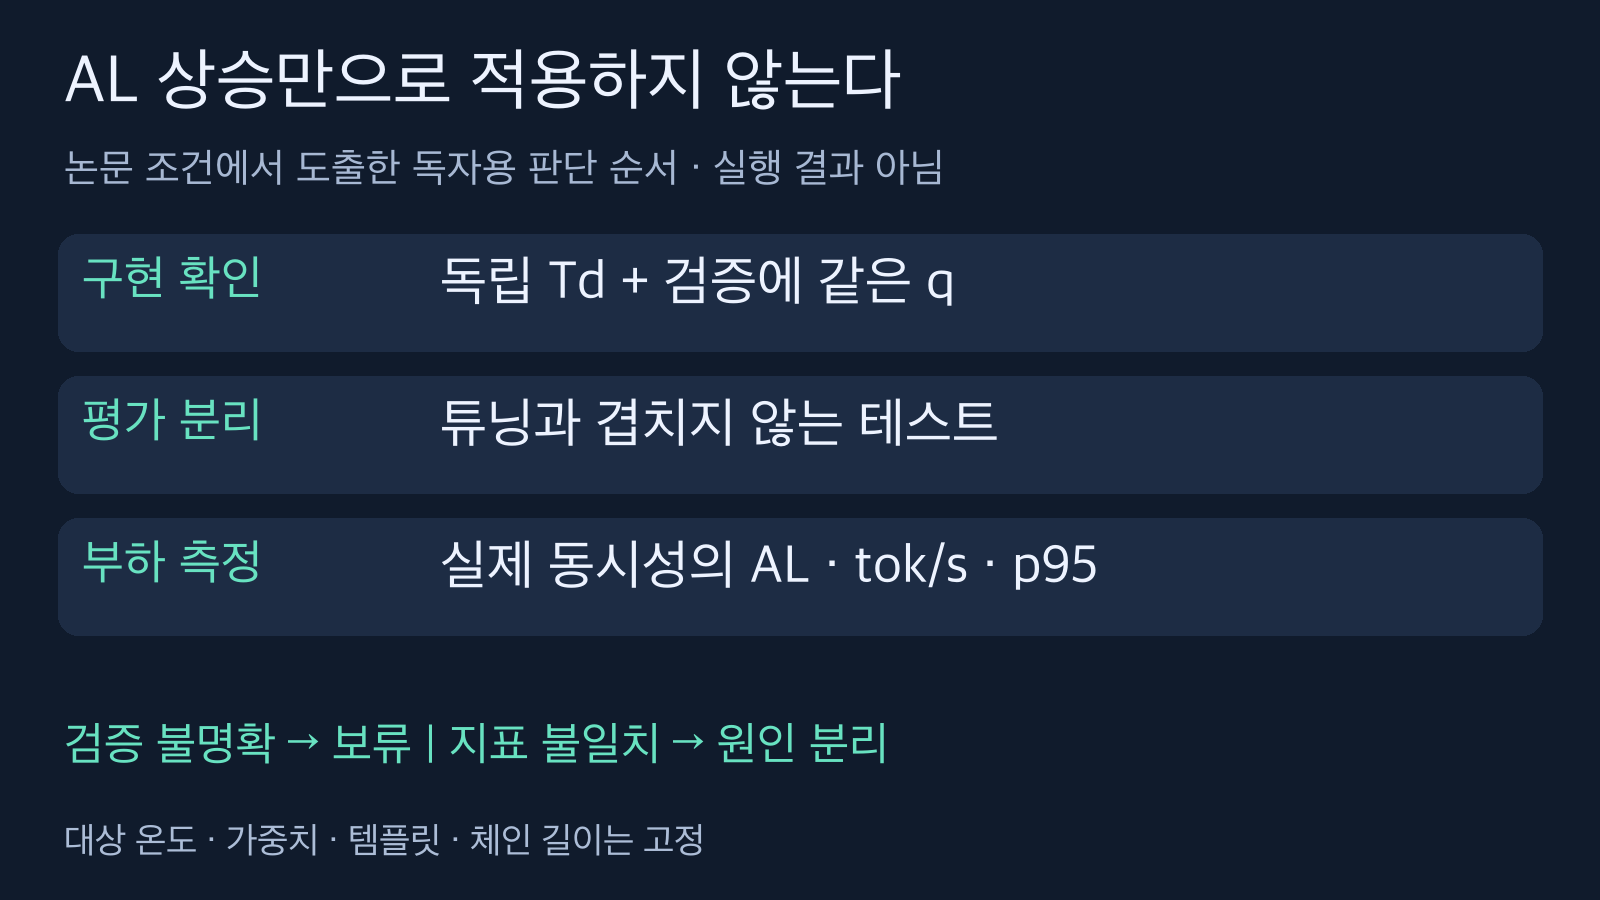 AL 상승만으로 적용하지 않는다
논문 조건에서 도출한 독자용 판단 순서 · 실행 결과 아님
구현 확인 독립 Td + 검증에 같은 q
평가 분리 튜닝과 겹치지 않는 테스트
부하 측정 실제 동시성의 AL · tok/s · p95
검증 불명확 → 보류 | 지표 불일치 → 원인 분리
대상 온도 · 가중치 · 템플릿 · 체인 길이는 고정